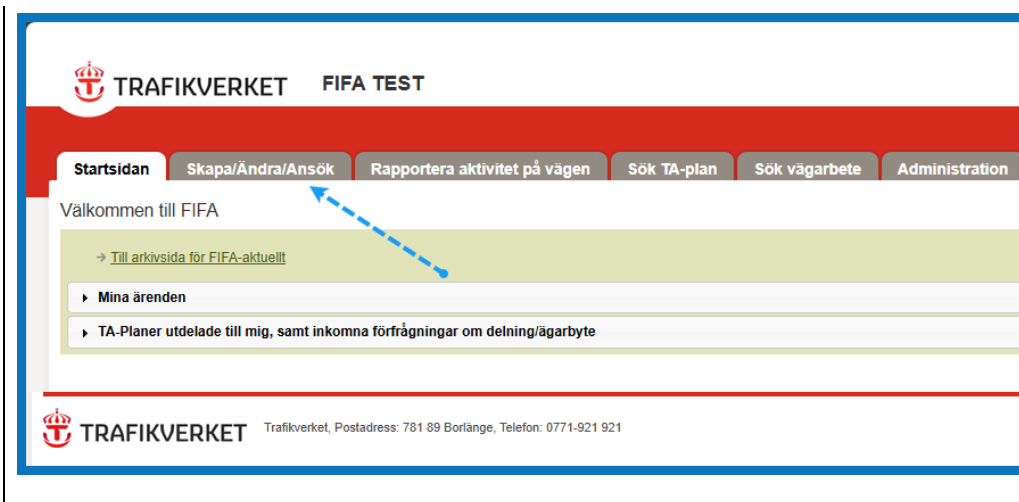 TRAFIKVERKET FIFA TEST
Startsidan Skapa/Ändra/Ansök Rapportera aktivitet på vägen Sök TA-plan Sök vägarbete Administration
Välkommen till FIFA
Till arkivsida för FIFA-aktuellt
Mina ärenden
TA-Planer utdelade till mig, samt inkomna förfrågningar om delning/ägarbyte
TRAFIKVERKET Trafikverket, Postadress: 781 89 Borlänge, Telefon: 0771-921 921